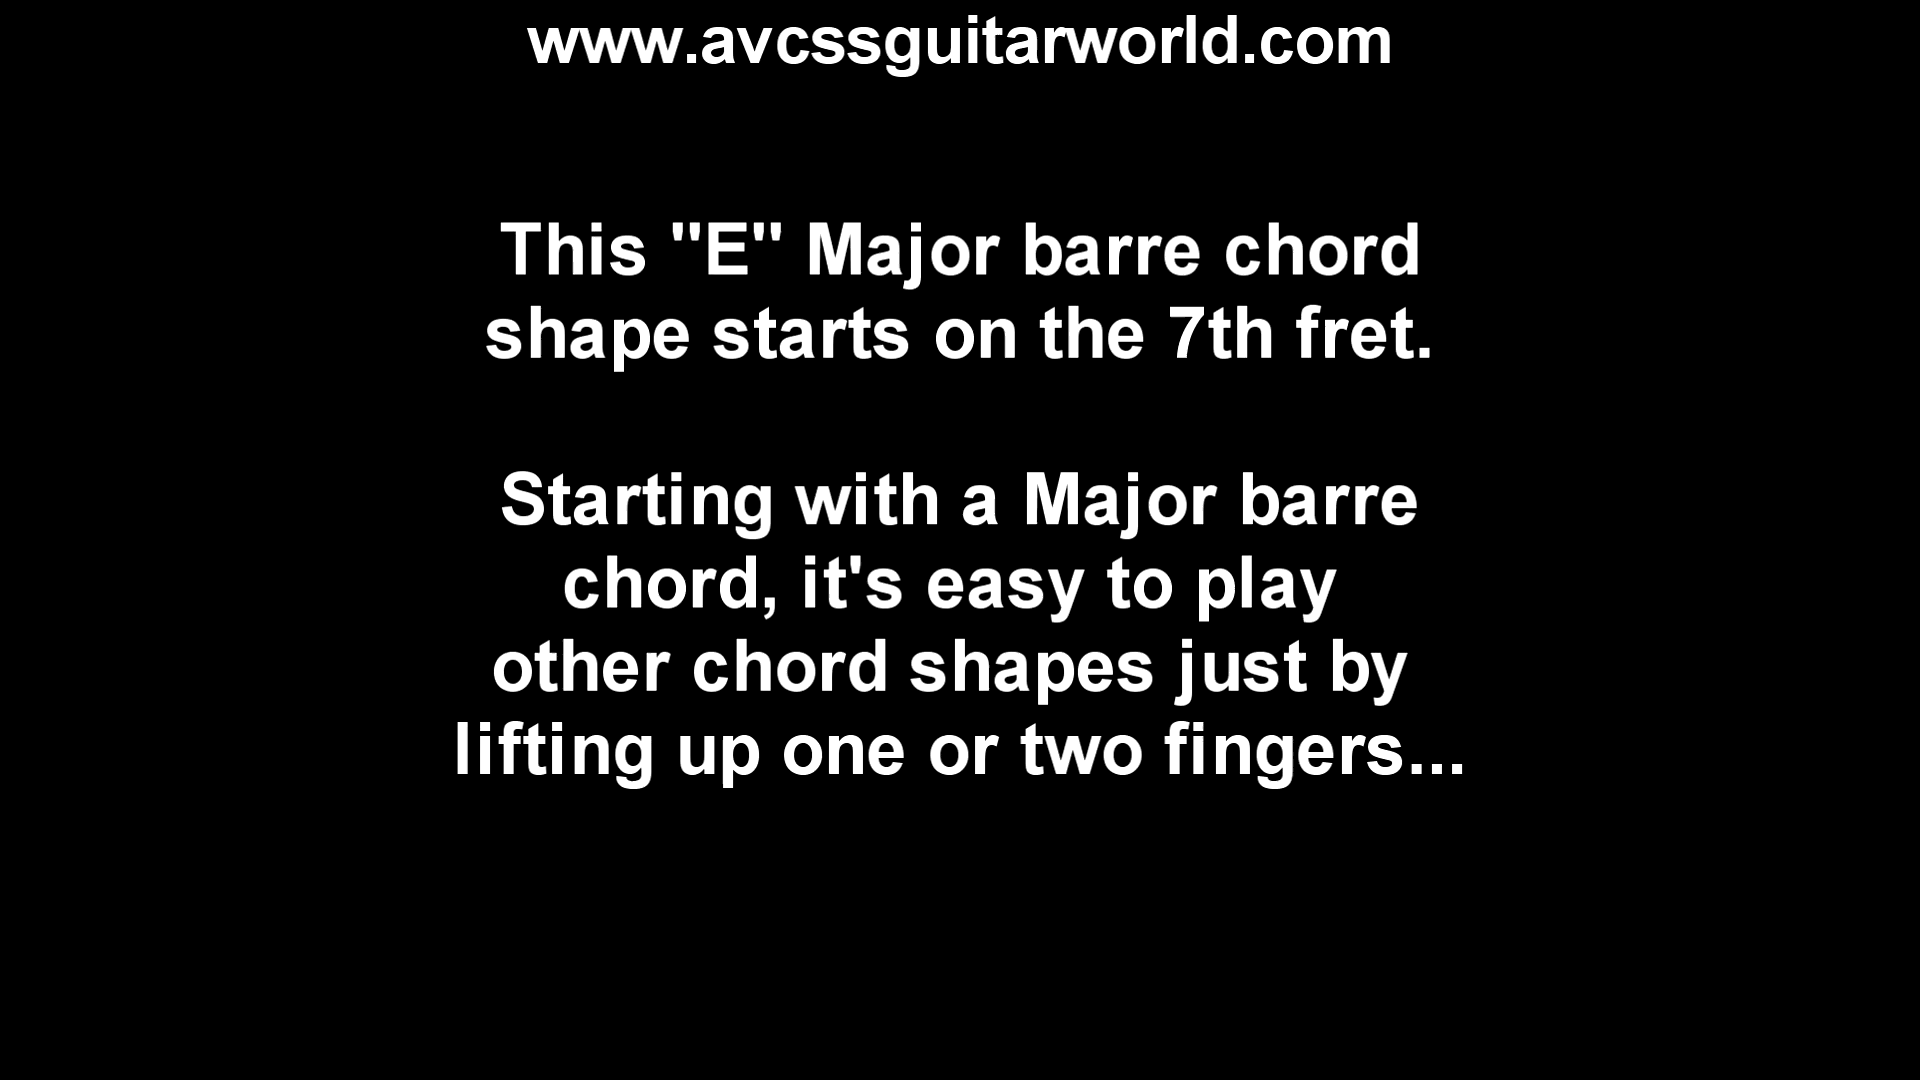 www.avcssguitarworld.com
This "E" Major barre chord
shape starts on the 7th fret.
Starting with a Major barre
chord, it's easy to play
other chord shapes just by
lifting up one or two fingers...